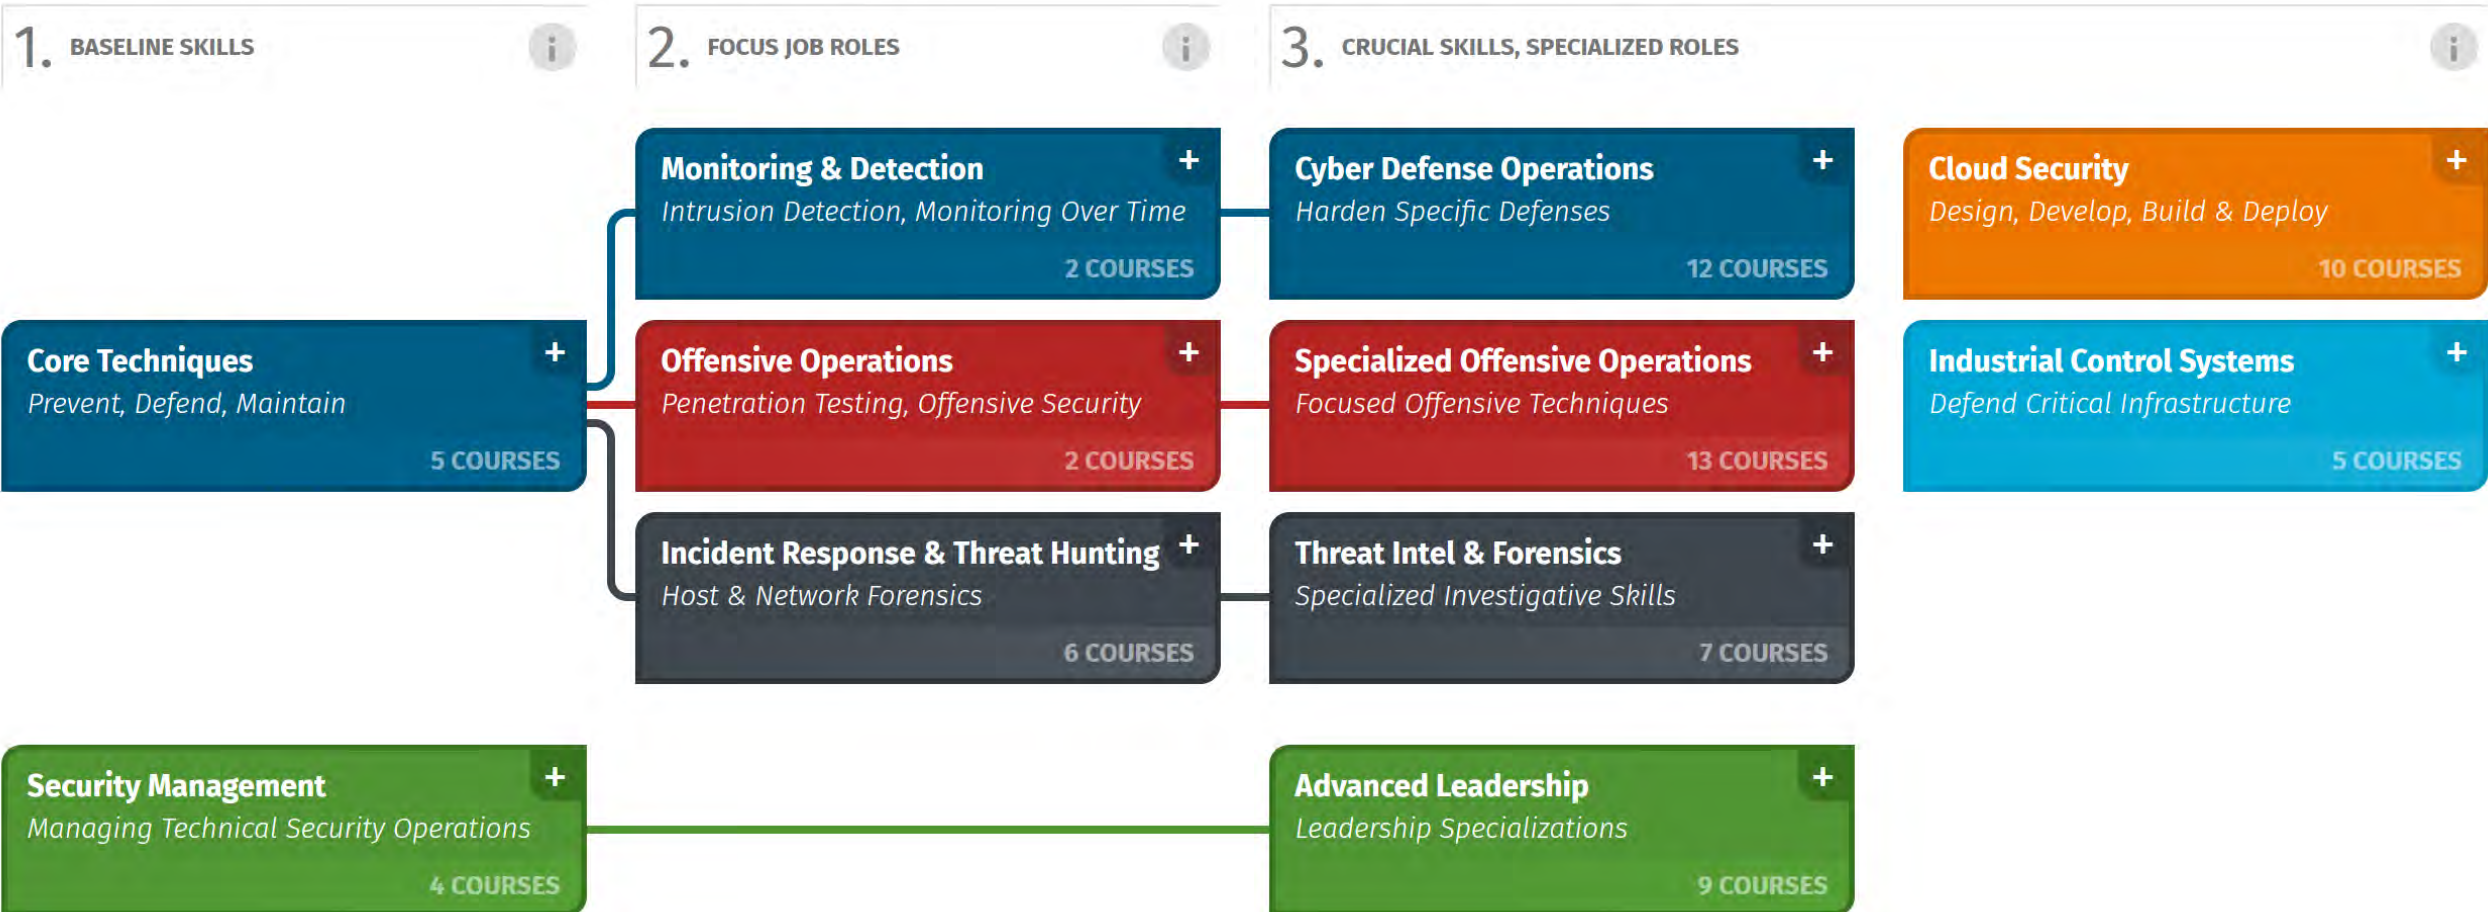 1. BASELINE SKILLS
i
2. FOCUS JOB ROLES
i
3. CRUCIAL SKILLS, SPECIALIZED ROLES
i
Monitoring & Detection +
Intrusion Detection, Monitoring Over Time
2 COURSES
Cyber Defense Operations +
Harden Specific Defenses
12 COURSES
Cloud Security +
Design, Develop, Build & Deploy
10 COURSES
Core Techniques +
Prevent, Defend, Maintain
5 COURSES
Offensive Operations +
Penetration Testing, Offensive Security
2 COURSES
Specialized Offensive Operations +
Focused Offensive Techniques
13 COURSES
Industrial Control Systems +
Defend Critical Infrastructure
5 COURSES
Incident Response & Threat Hunting +
Host & Network Forensics
6 COURSES
Threat Intel & Forensics +
Specialized Investigative Skills
7 COURSES
Security Management +
Managing Technical Security Operations
4 COURSES
Advanced Leadership +
Leadership Specializations
9 COURSES